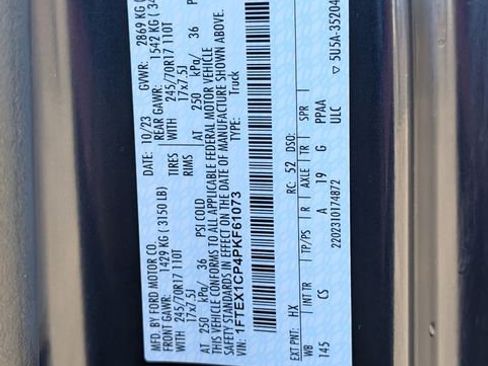 MFD. BY FORD MOTOR CO.
DATE: 10/23 GVWR: 2869 KG
FRONT GAWR: 1429 KG ( 3150 LB) REAR GAWR: 1542 KG ( 34
WITH 245/70R17 110T TIRES WITH 245/70R17 110T
17x7.5J RIMS 17x7.5J
AT 250 kPa/ 36 PSI COLD AT 250 kPa/ 36 P
THIS VEHICLE CONFORMS TO ALL APPLICABLE FEDERAL MOTOR VEHICLE
SAFETY STANDARDS IN EFFECT ON THE DATE OF MANUFACTURE SHOWN ABOVE.
VIN: 1FTEX1CP4PKF61073 TYPE: Truck
EXT PNT: HX RC: 52 DSO:
WB INT TR TP/PS R AXLE TR SPR
145 CS A 19 G PPAA
2202310174872 ULC
▽ 5U5A-35204